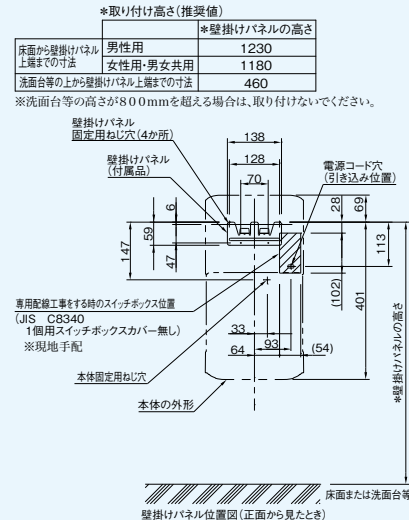 *取り付け高さ(推奨値)
*壁掛けパネルの高さ
床面から壁掛けパネル
上端までの寸法
男性用
1230
女性用・男女共用
1180
洗面台等の上から壁掛けパネル上端までの寸法
460
※洗面台等の高さが800mmを超える場合は、取り付けないでください。
壁掛けパネル
固定用ねじ穴(4か所)
138
壁掛けパネル
(付属品)
128
電源コード穴
(引き込み位置)
70
6
59
47
147
28
69
113
(102)
401
専用配線工事をする時のスイッチボックス位置
(JIS C8340
1個用スイッチボックスカバー無し)
※現地手配
33
93
64
(54)
本体固定用ねじ穴
本体の外形
*壁掛けパネルの高さ
床面または洗面台等
壁掛けパネル位置図(正面から見たとき)